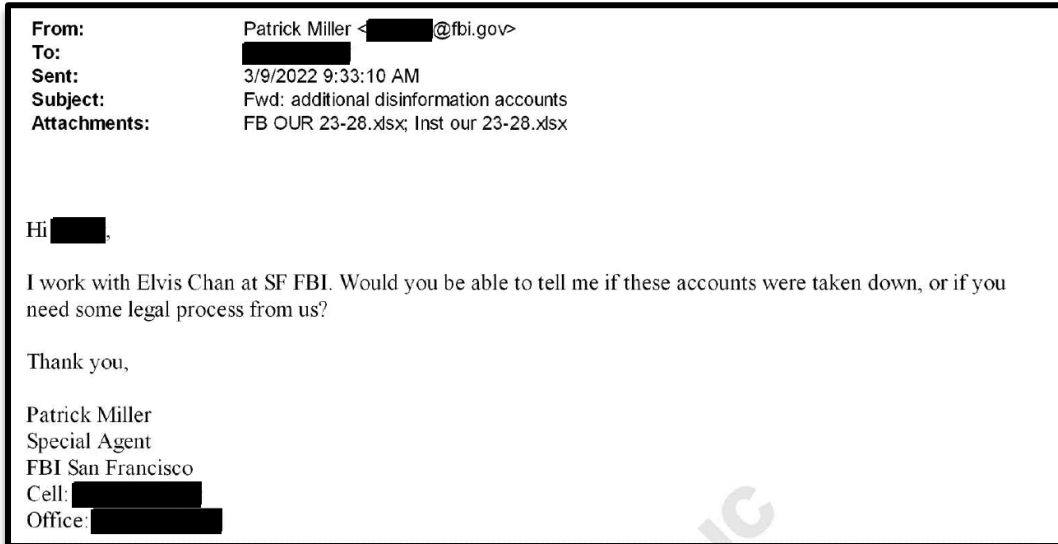 From: Patrick Miller < @fbi.gov>
To:
Sent: 3/9/2022 9:33:10 AM
Subject: Fwd: additional disinformation accounts
Attachments: FB OUR 23-28.xlsx; Inst our 23-28.xlsx
Hi ,
I work with Elvis Chan at SF FBI. Would you be able to tell me if these accounts were taken down, or if you
need some legal process from us?
Thank you,
Patrick Miller
Special Agent
FBI San Francisco
Cell:
Office: